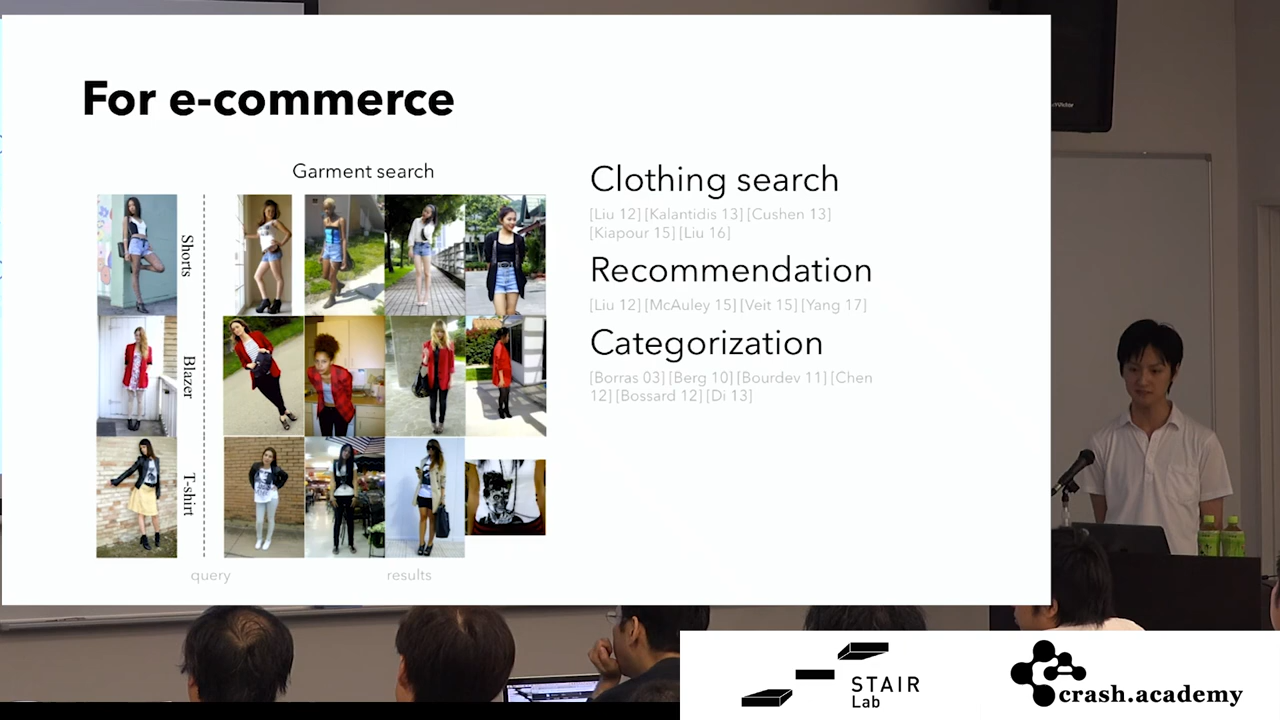 For e-commerce
Garment search
Shorts
Blazer
T-shirt
query
results
Clothing search
[Liu 12] [Kalantidis 13] [Cushen 13]
[Kiapour 15] [Liu 16]
Recommendation
[Liu 12] [McAuley 15] [Veit 15] [Yang 17]
Categorization
[Borras 03] [Berg 10] [Bourdev 11] [Chen
12] [Bossard 12] [Di 13]
STAIR
Lab
crash.academy